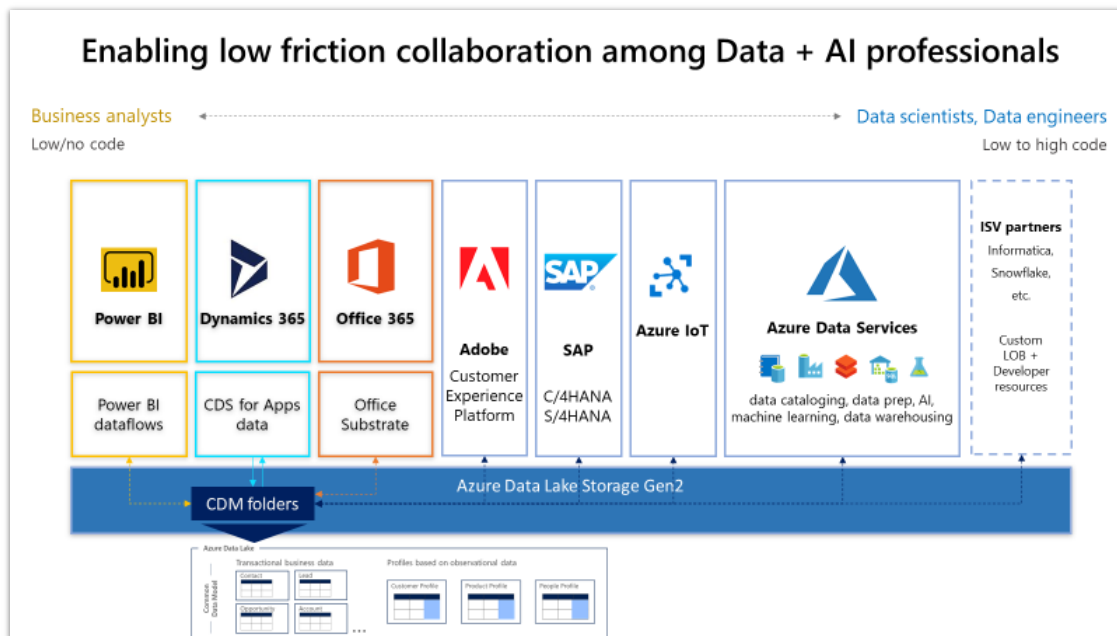 Enabling low friction collaboration among Data + AI professionals
Business analysts
Data scientists, Data engineers
Low/no code
Low to high code
Power BI
Dynamics 365
Office 365
Adobe
Customer
Experience
Platform
SAP
SAP
C/4HANA
S/4HANA
Azure IoT
Azure Data Services
data cataloging, data prep, AI,
machine learning, data warehousing
ISV partners
Informatica,
Snowflake,
etc.
Custom
LOB +
Developer
resources
Power BI
dataflows
CDS for Apps
data
Office
Substrate
Azure Data Lake Storage Gen2
CDM folders
Azure Data Lake
Common
Data Model
Transactional business data
Profiles based on observational data
Contact
Lead
Opportunity
Account
...
Customer Profile
Product Profile
People Profile